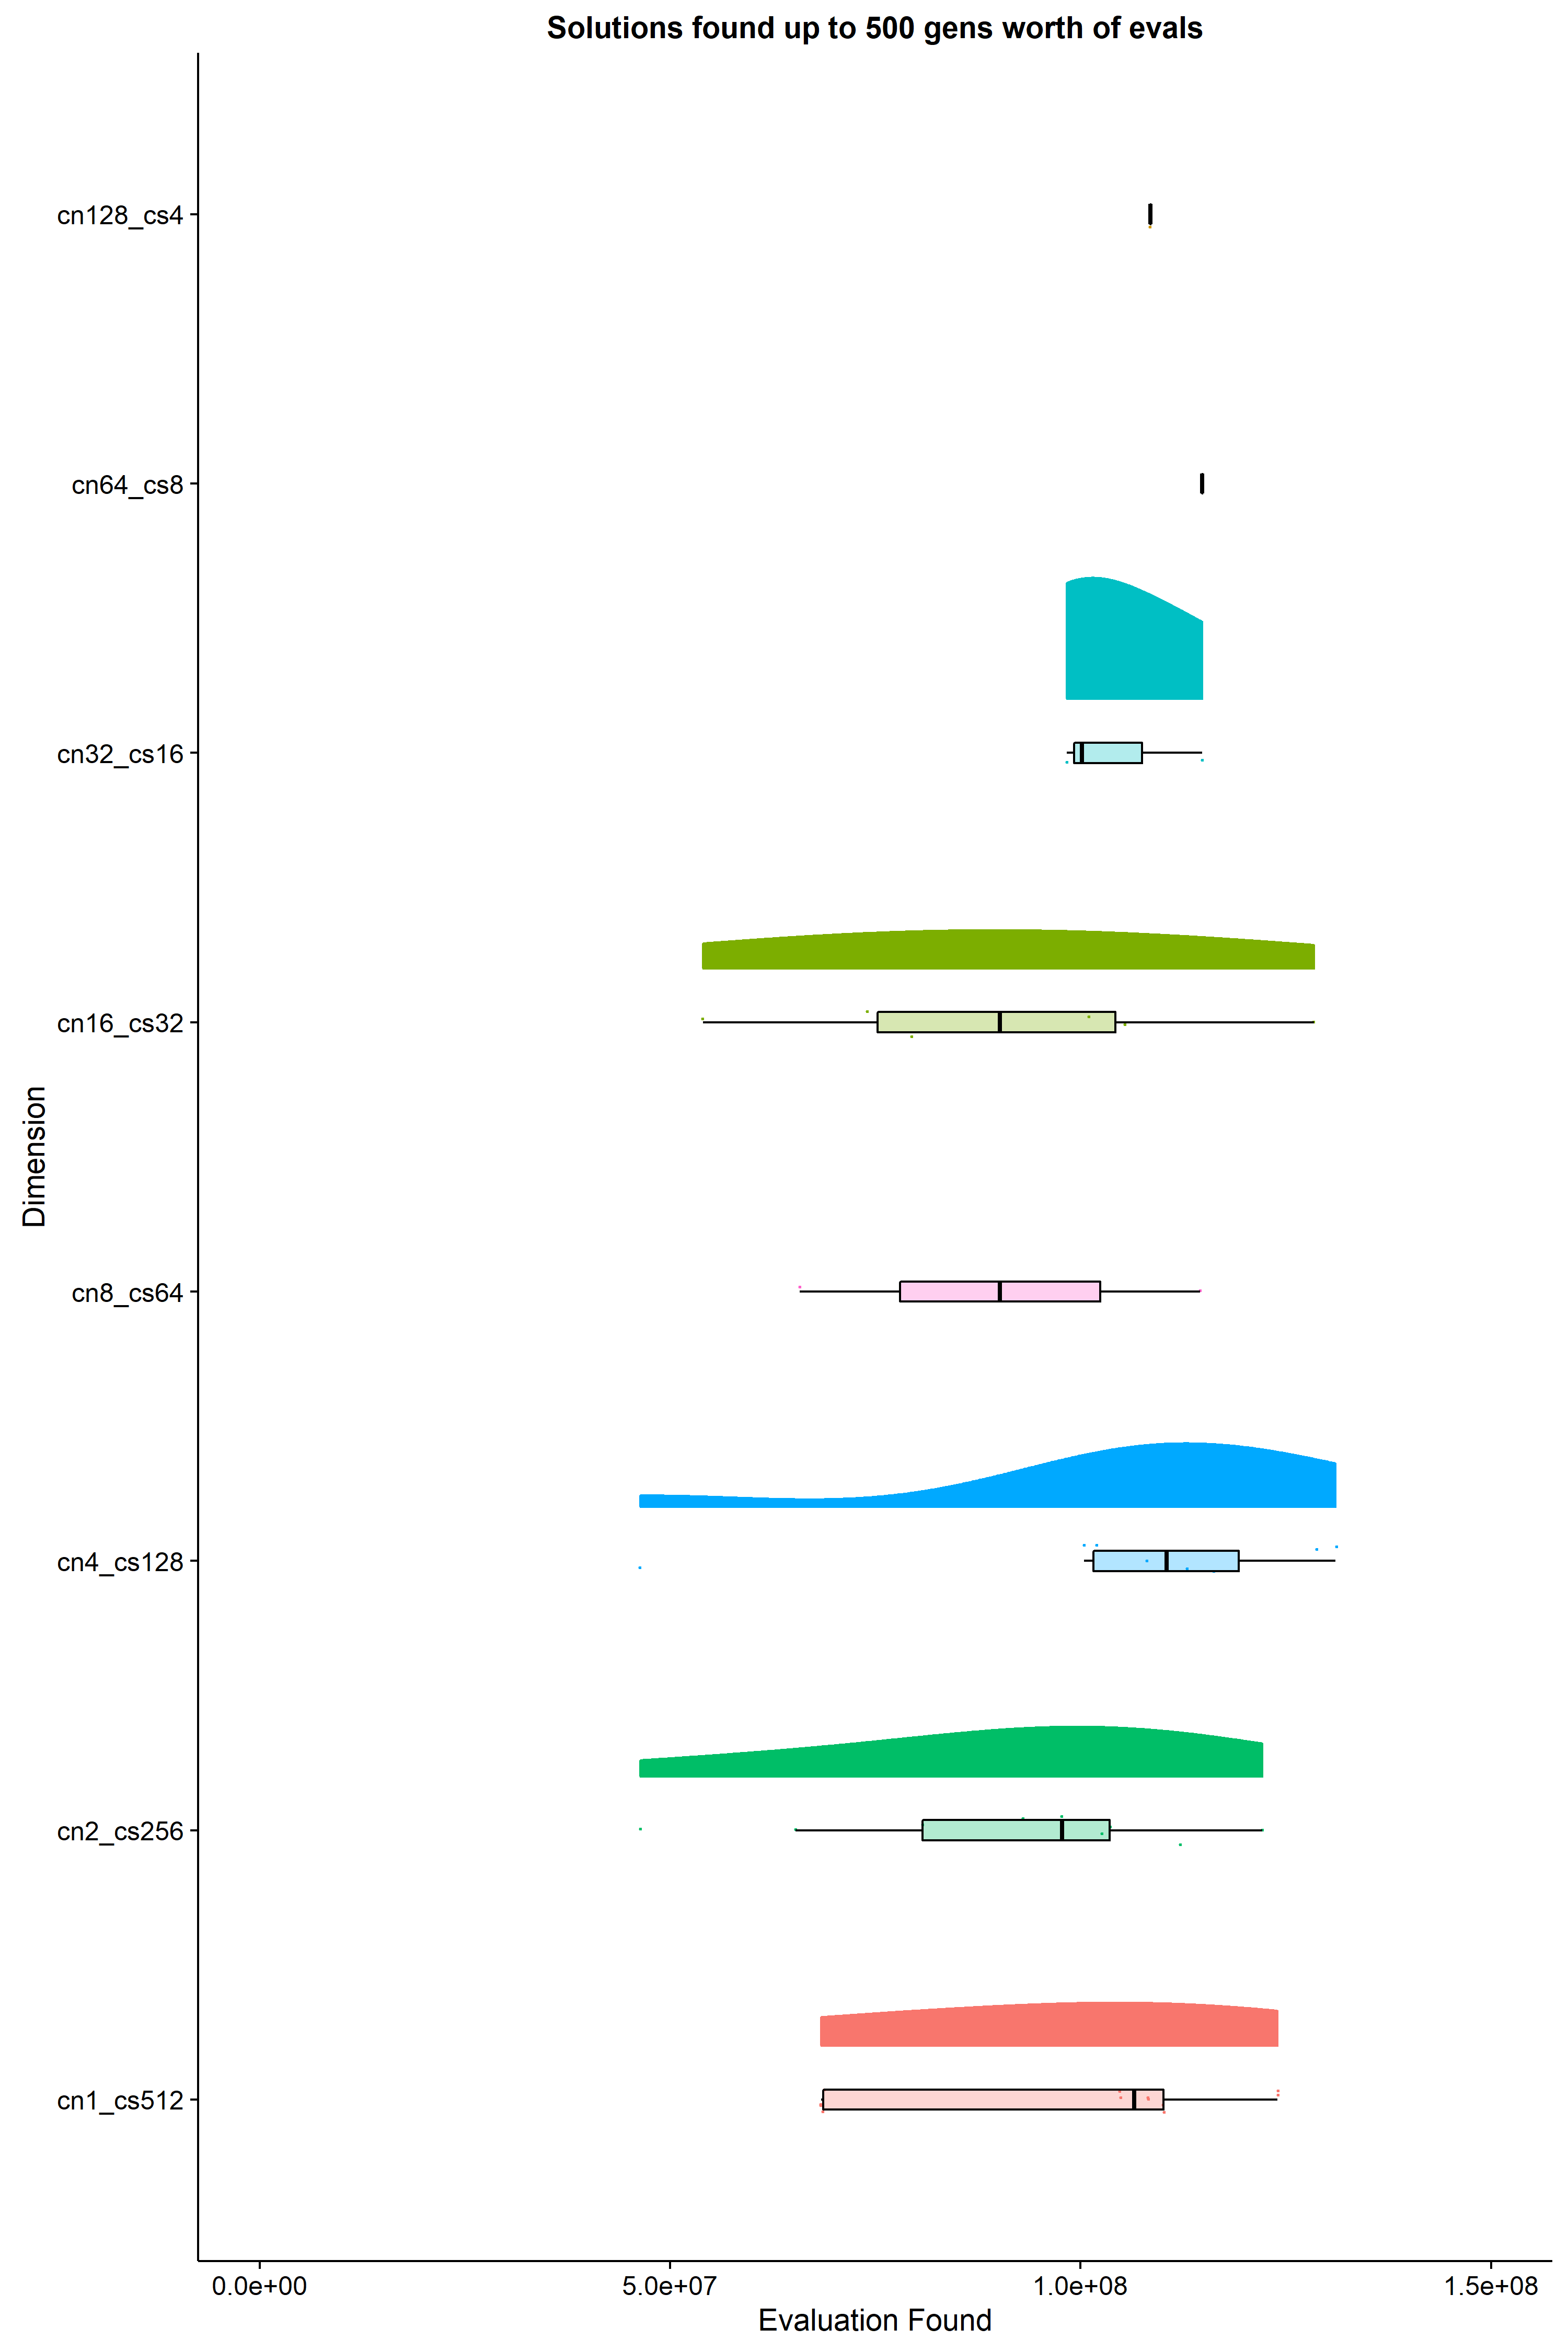 Solutions found up to 500 gens worth of evals
cn128_cs4
cn64_cs8
cn32_cs16
cn16_cs32
Dimension
cn8_cs64
cn4_cs128
cn2_cs256
cn1_cs512
0.0e+00 5.0e+07 1.0e+08 1.5e+08
Evaluation Found